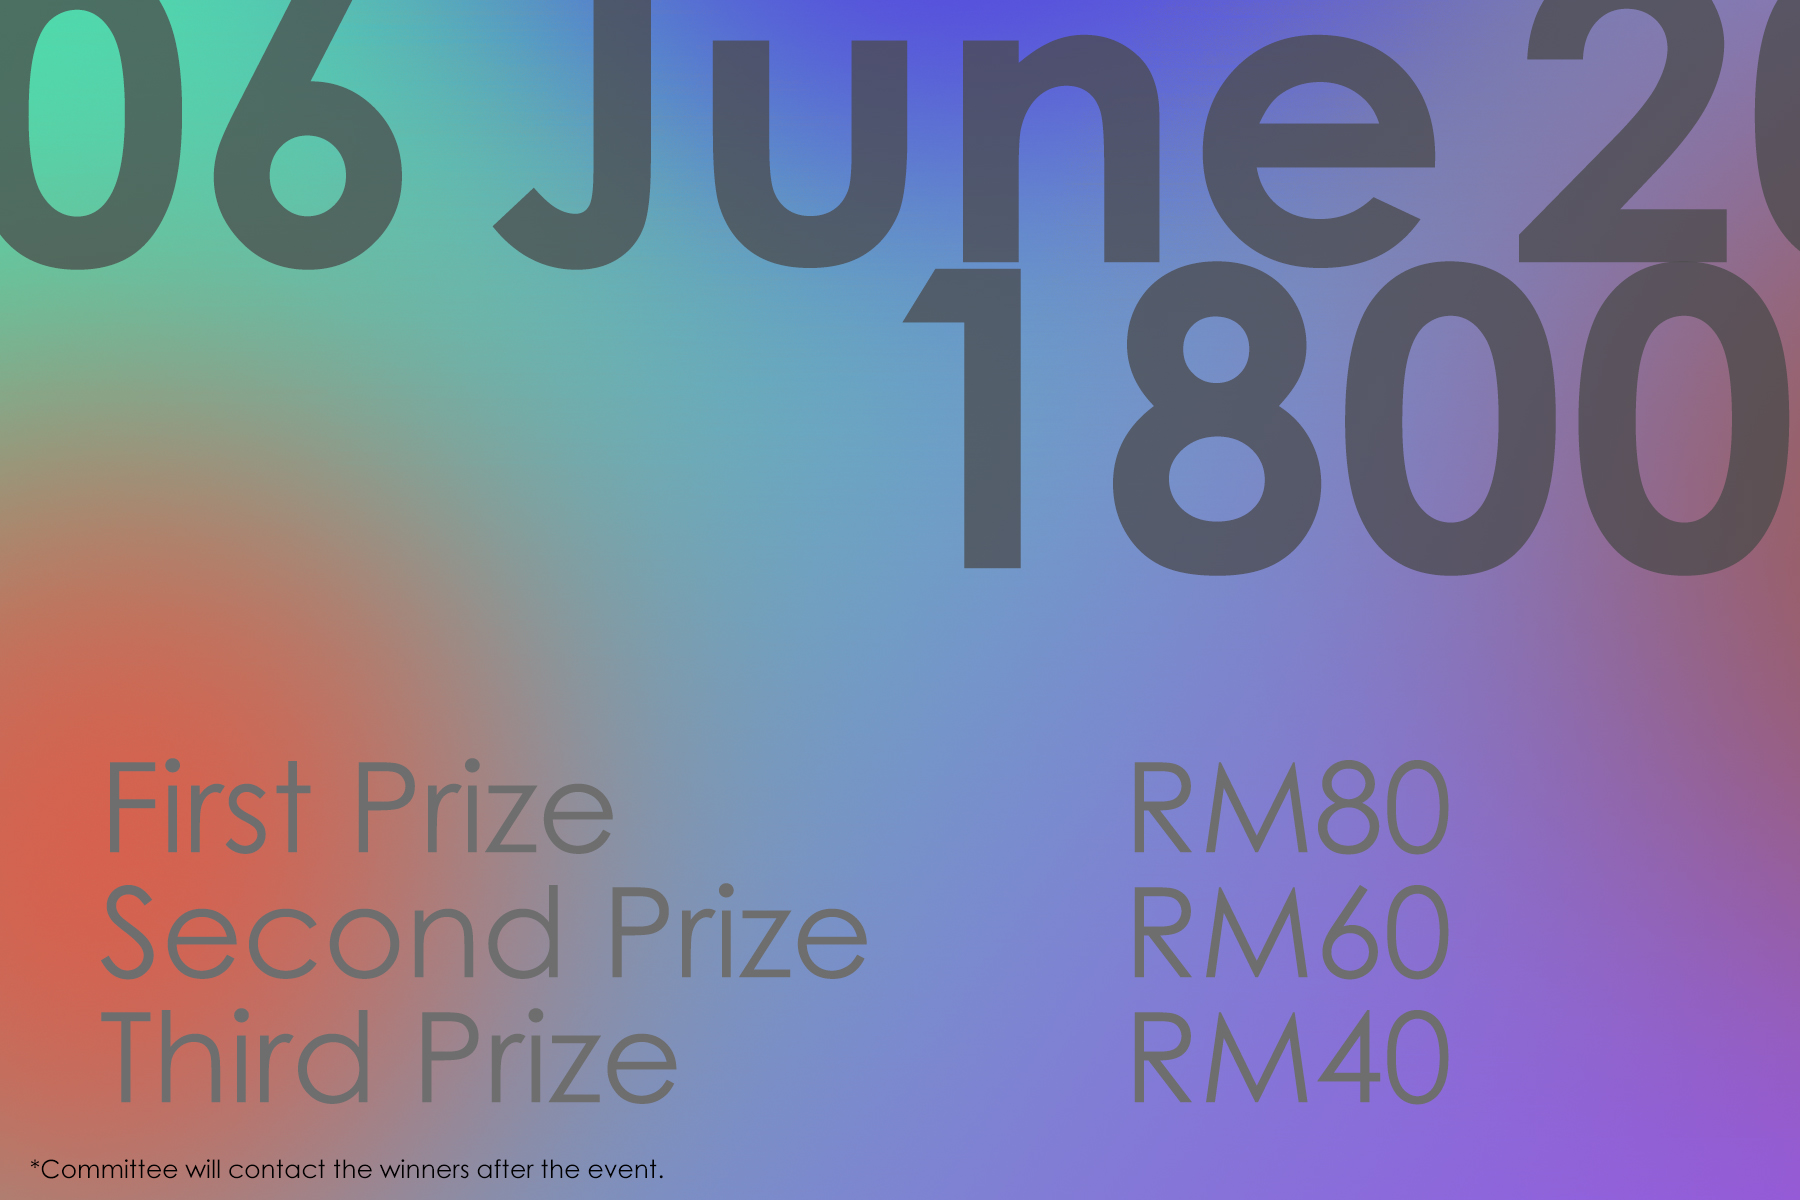 06 June 20
1800
First Prize RM80
Second Prize RM60
Third Prize RM40
*Committee will contact the winners after the event.